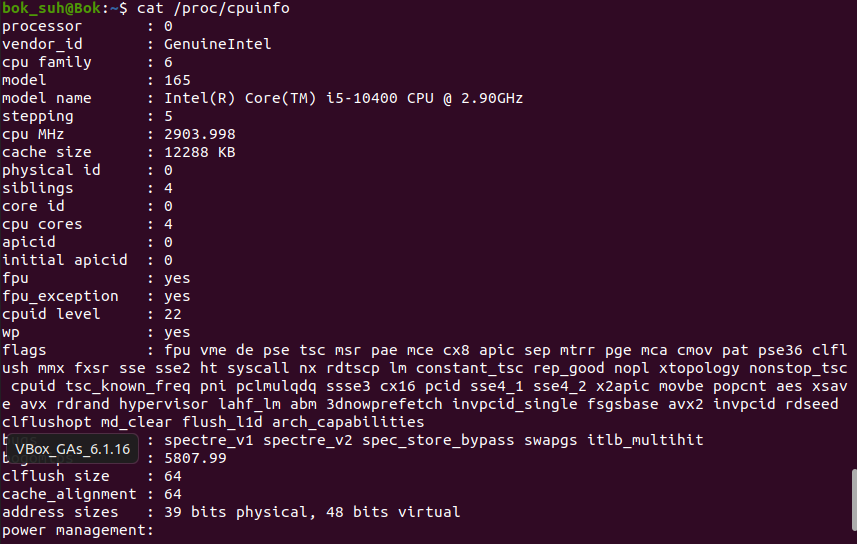 bok_suh@Bok:~$ cat /proc/cpuinfo
processor : 0
vendor_id : GenuineIntel
cpu family : 6
model : 165
model name : Intel(R) Core(TM) i5-10400 CPU @ 2.90GHz
stepping : 5
cpu MHz : 2903.998
cache size : 12288 KB
physical id : 0
siblings : 4
core id : 0
cpu cores : 4
apicid : 0
initial apicid : 0
fpu : yes
fpu_exception : yes
cpuid level : 22
wp : yes
flags : fpu vme de pse tsc msr pae mce cx8 apic sep mtrr pge mca cmov pat pse36 clfl
ush mmx fxsr sse sse2 ht syscall nx rdtscp lm constant_tsc rep_good nopl xtopology nonstop_tsc
cpuid tsc_known_freq pni pclmulqdq ssse3 cx16 pcid sse4_1 sse4_2 x2apic movbe popcnt aes xsav
e avx rdrand hypervisor lahf_lm abm 3dnowprefetch invpcid_single fsgsbase avx2 invpcid rdseed
clflushopt md_clear flush_l1d arch_capabilities
: spectre_v1 spectre_v2 spec_store_bypass swapgs itlb_multihit
VBox_GAs_6.1.16
: 5807.99
clflush size : 64
cache_alignment : 64
address sizes : 39 bits physical, 48 bits virtual
power management: